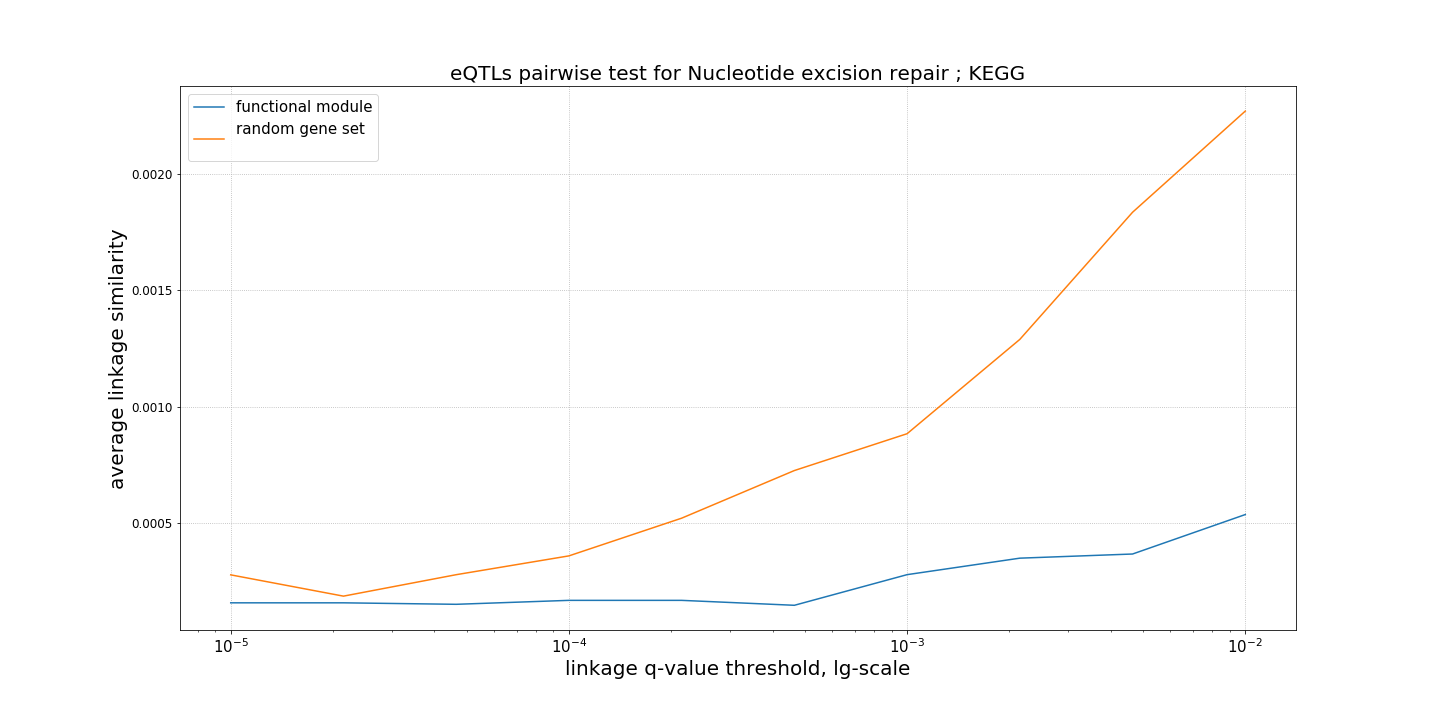 eQTLs pairwise test for Nucleotide excision repair ; KEGG
functional module
random gene set
0.0020
0.0015
0.0010
0.0005
average linkage similarity
10⁻⁵ 10⁻⁴ 10⁻³ 10⁻²
linkage q-value threshold, lg-scale